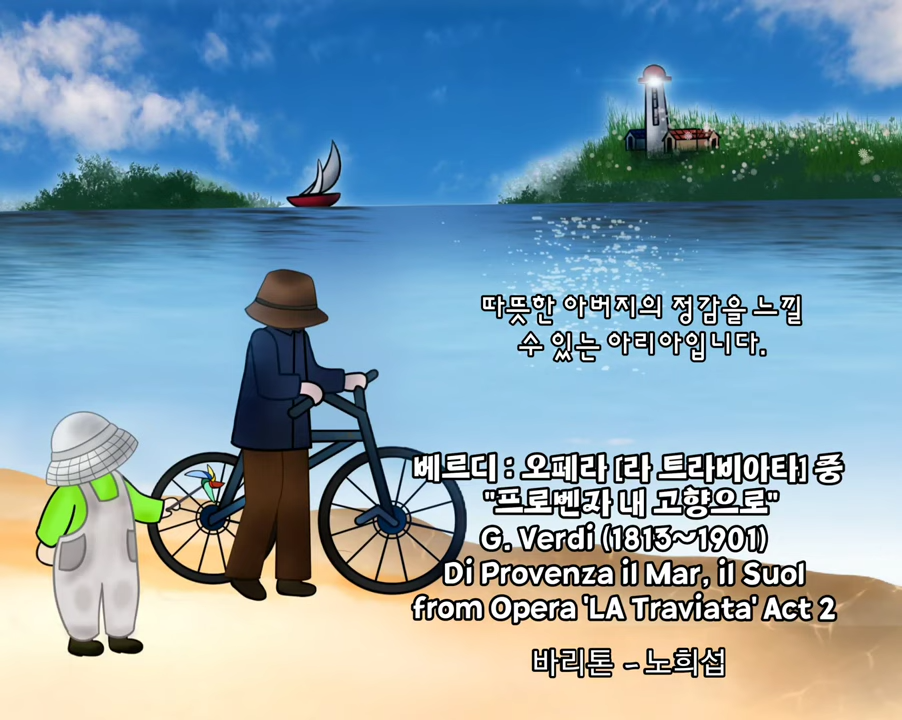 따뜻한 아버지의 정감을 느낄
수 있는 아리아입니다.
베르디 : 오페라 [라 트라비아타] 중
"프로벤자 내 고향으로"
G. Verdi (1813~1901)
Di Provenza il Mar, il Suol
from Opera 'LA Traviata' Act 2
바리톤 - 노희섭